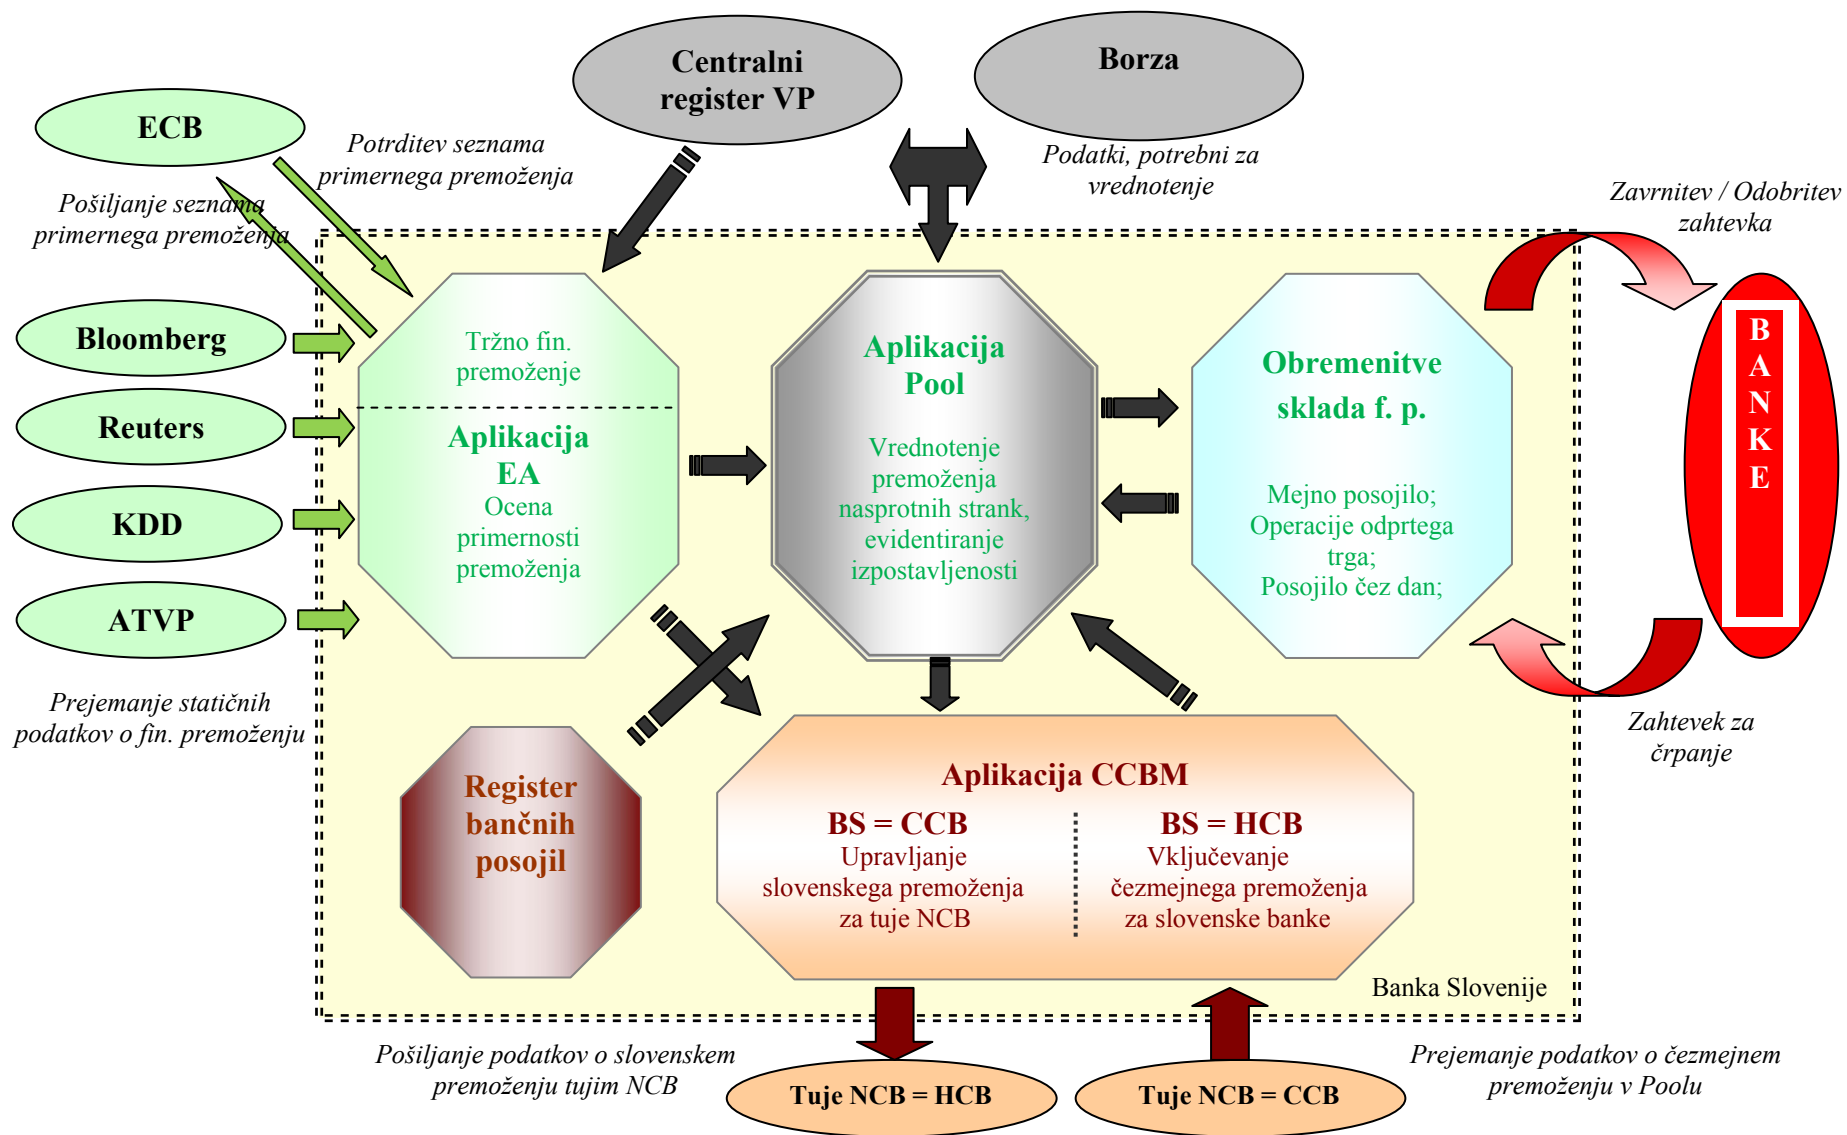 Centralni
register VP
Borza
ECB
Potrditev seznama
primernega premoženja
Podatki, potrebni za
vrednotenje
Pošiljanje seznama
primernega premoženja
Zavrnitev / Odobritev
zahtevka
Bloomberg
Reuters
KDD
ATVP
Prejemanje statičnih
podatkov o fin. premoženju
Tržno fin.
premoženje
Aplikacija
EA
Ocena
primernosti
premoženja
Aplikacija
Pool
Vrednotenje
premoženja
nasprotnih strank,
evidentiranje
izpostavljenosti
Obremenitve
sklada f. p.
Mejno posojilo;
Operacije odprtega
trga;
Posojilo čez dan;
B
A
N
K
E
Zahtevek za
črpanje
Register
bančnih
posojil
Aplikacija CCBM
BS = CCB
Upravljanje
slovenskega premoženja
za tuje NCB
BS = HCB
Vključevanje
čezmejnega premoženja
za slovenske banke
Banka Slovenije
Pošiljanje podatkov o slovenskem
premoženju tujim NCB
Tuje NCB = HCB
Tuje NCB = CCB
Prejemanje podatkov o čezmejnem
premoženju v Poolu